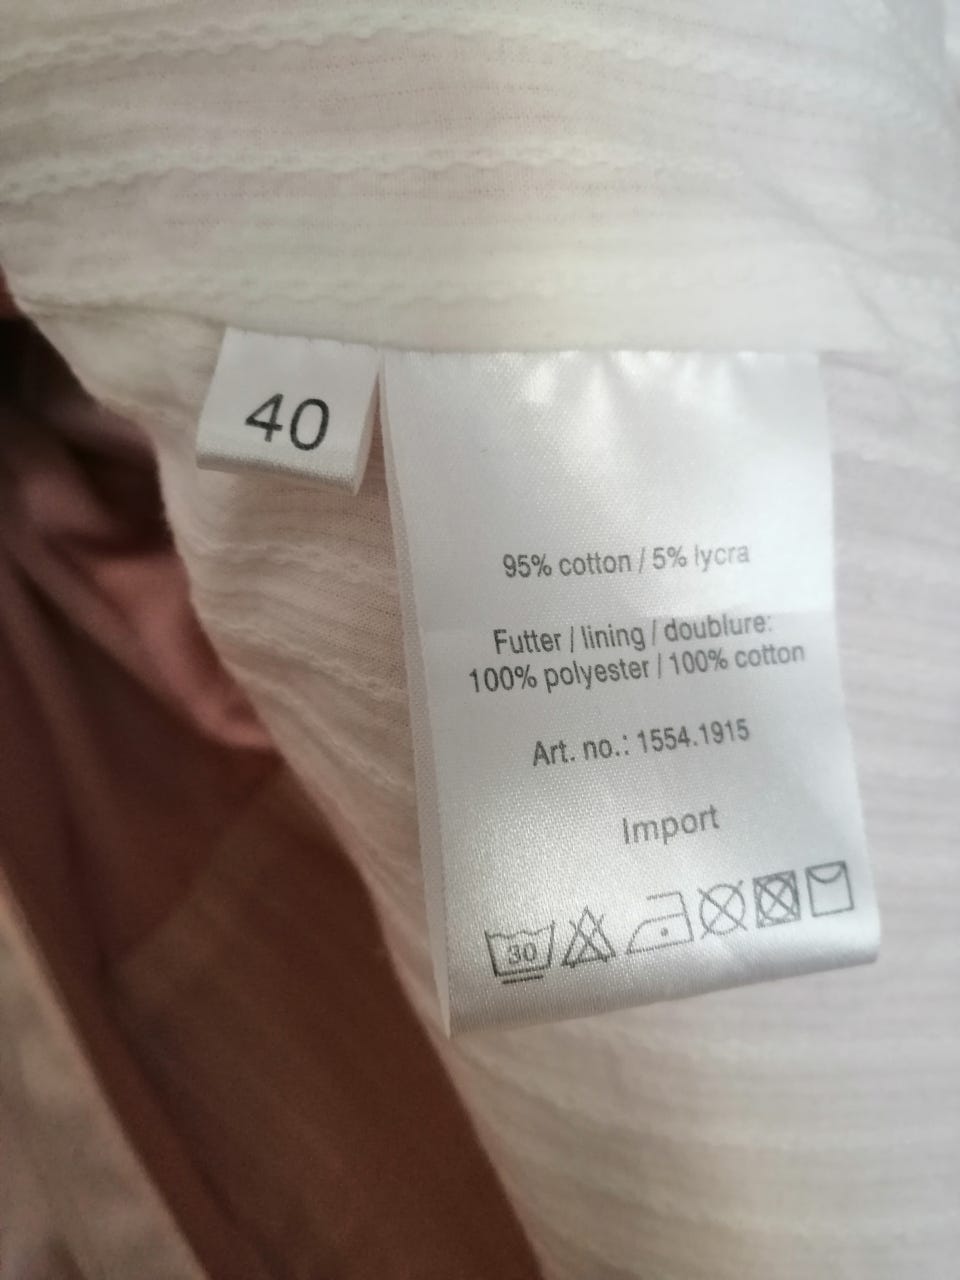 40
95% cotton / 5% lycra
Futter / lining / doublure:
100% polyester / 100% cotton
Art. no.: 1554.1915
Import
30